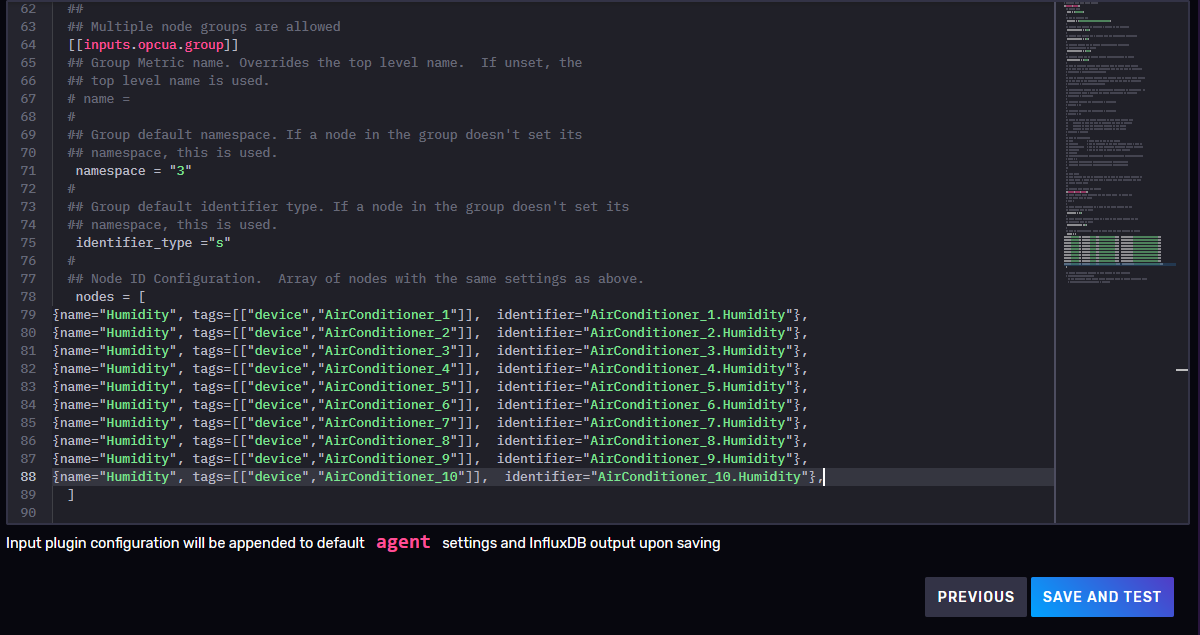 62 ##
63 ## Multiple node groups are allowed
64 [[inputs.opcua.group]]
65 ## Group Metric name. Overrides the top level name.  If unset, the
66 ## top level name is used.
67 # name =
68 #
69 ## Group default namespace. If a node in the group doesn't set its
70 ## namespace, this is used.
71 namespace = "3"
72 #
73 ## Group default identifier type. If a node in the group doesn't set its
74 ## namespace, this is used.
75 identifier_type ="s"
76 #
77 ## Node ID Configuration.  Array of nodes with the same settings as above.
78 nodes = [
79 {name="Humidity", tags=[["device","AirConditioner_1"]],  identifier="AirConditioner_1.Humidity"},
80 {name="Humidity", tags=[["device","AirConditioner_2"]],  identifier="AirConditioner_2.Humidity"},
81 {name="Humidity", tags=[["device","AirConditioner_3"]],  identifier="AirConditioner_3.Humidity"},
82 {name="Humidity", tags=[["device","AirConditioner_4"]],  identifier="AirConditioner_4.Humidity"},
83 {name="Humidity", tags=[["device","AirConditioner_5"]],  identifier="AirConditioner_5.Humidity"},
84 {name="Humidity", tags=[["device","AirConditioner_6"]],  identifier="AirConditioner_6.Humidity"},
85 {name="Humidity", tags=[["device","AirConditioner_7"]],  identifier="AirConditioner_7.Humidity"},
86 {name="Humidity", tags=[["device","AirConditioner_8"]],  identifier="AirConditioner_8.Humidity"},
87 {name="Humidity", tags=[["device","AirConditioner_9"]],  identifier="AirConditioner_9.Humidity"},
88 {name="Humidity", tags=[["device","AirConditioner_10"]],  identifier="AirConditioner_10.Humidity"},
89 ]
90
Input plugin configuration will be appended to default agent settings and InfluxDB output upon saving
PREVIOUS SAVE AND TEST